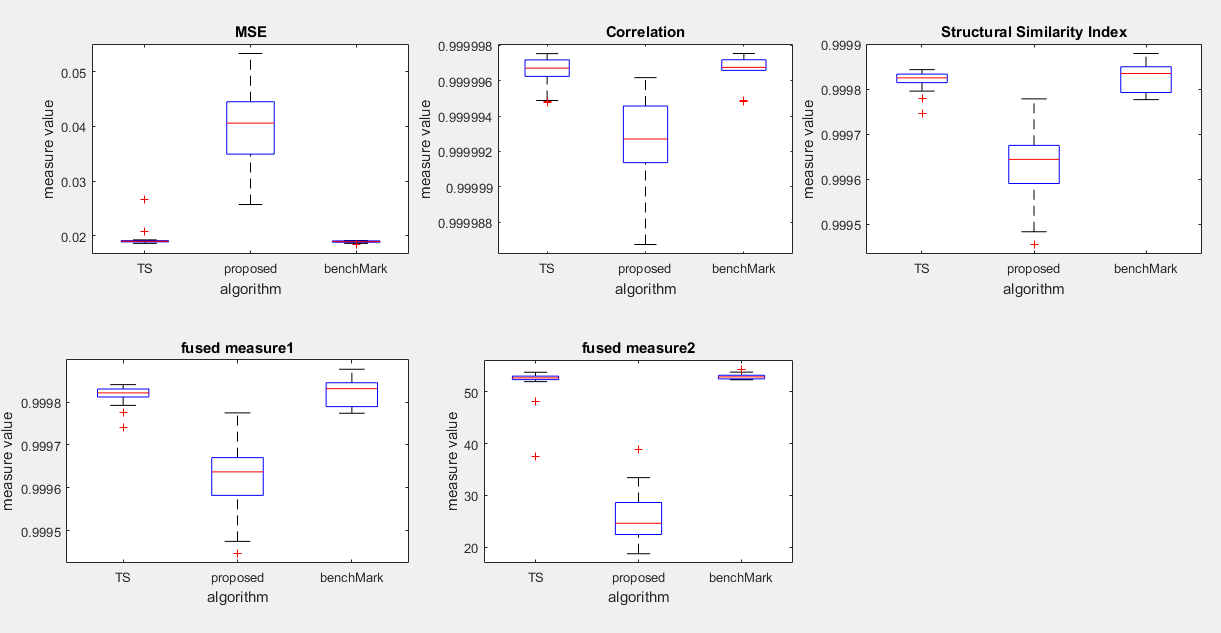 MSE
measure value
0.05
0.04
0.03
0.02
TS
proposed
benchMark
algorithm
Correlation
measure value
0.999998
0.999996
0.999994
0.999992
0.99999
0.999988
TS
proposed
benchMark
algorithm
Structural Similarity Index
measure value
0.9999
0.9998
0.9997
0.9996
0.9995
TS
proposed
benchMark
algorithm
fused measure1
measure value
0.9998
0.9997
0.9996
0.9995
TS
proposed
benchMark
algorithm
fused measure2
measure value
50
40
30
20
TS
proposed
benchMark
algorithm